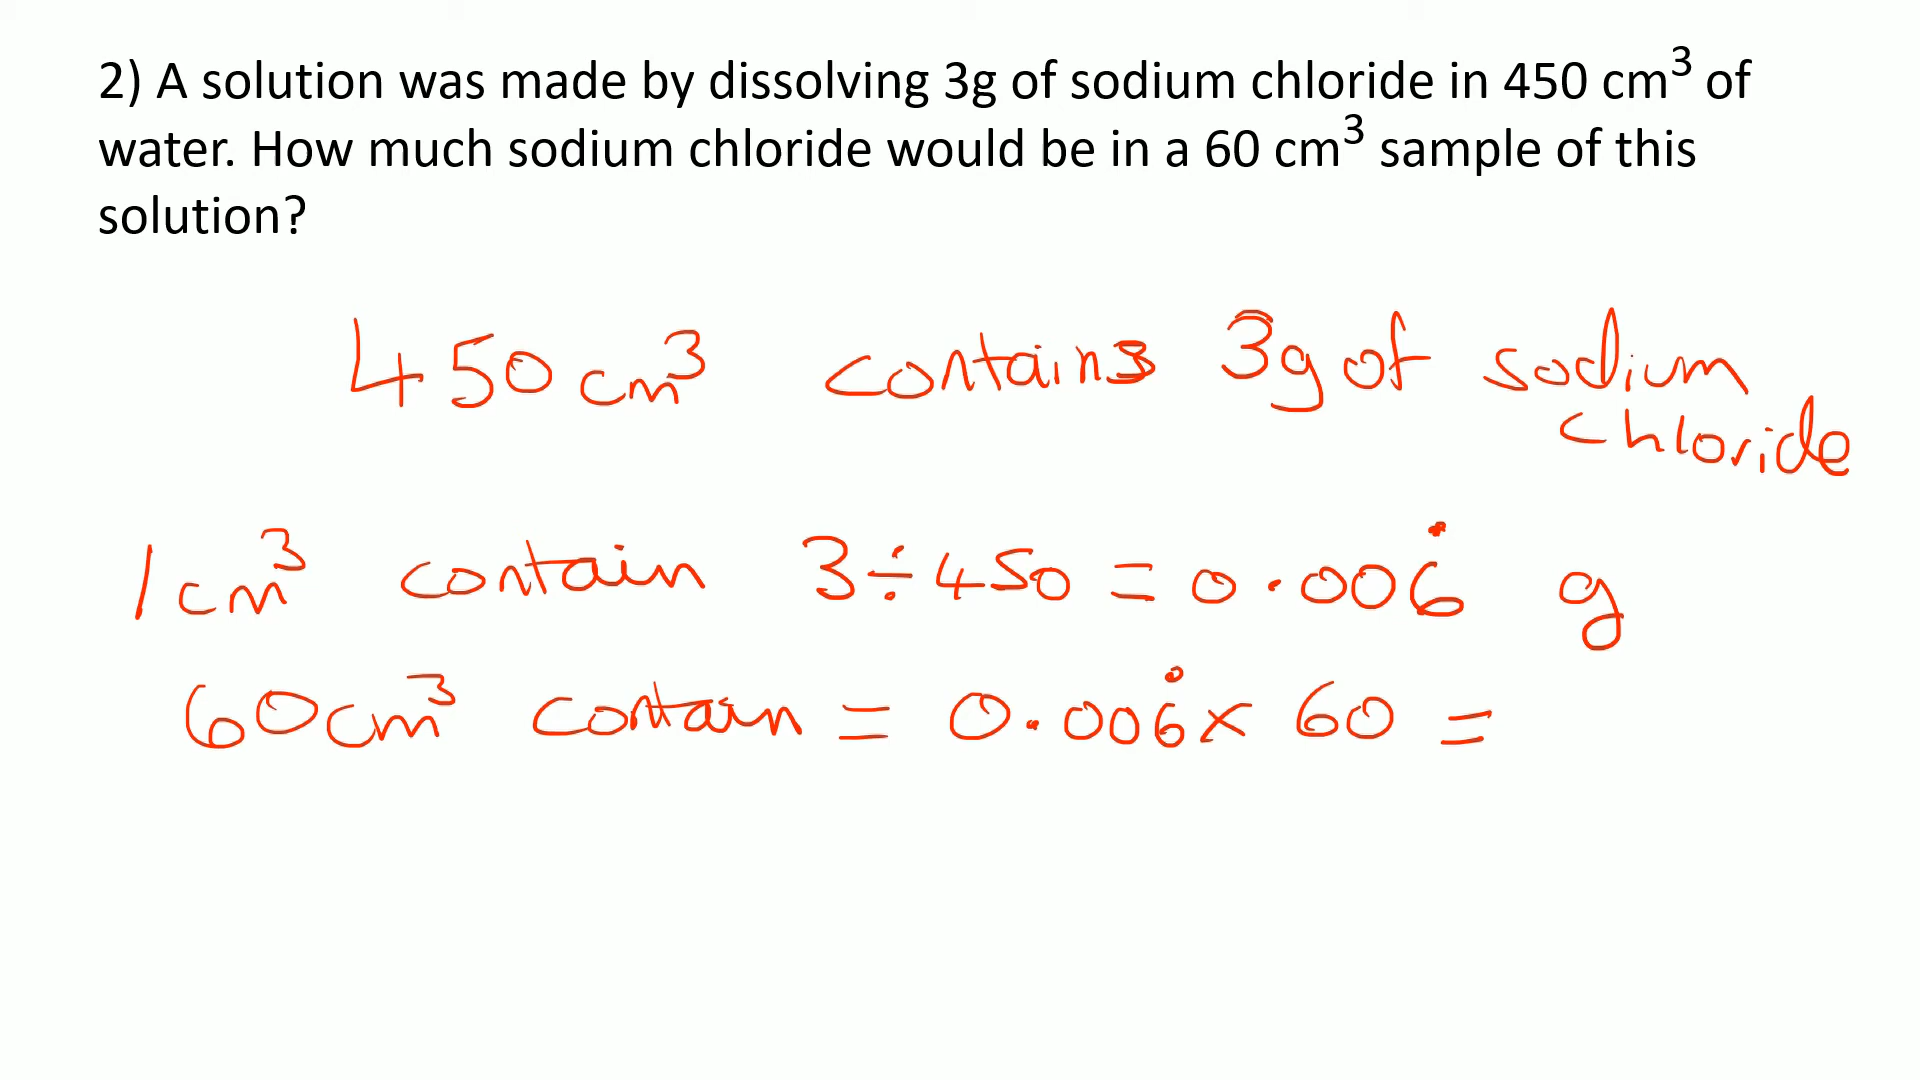 2) A solution was made by dissolving 3g of sodium chloride in 450 cm³ of
water. How much sodium chloride would be in a 60 cm³ sample of this
solution?
450 cm³ contains 3g of sodium
chloride
1 cm³ contain 3 ÷ 450 = 0.006̇ g
60 cm³ contain = 0.006̇ × 60 =